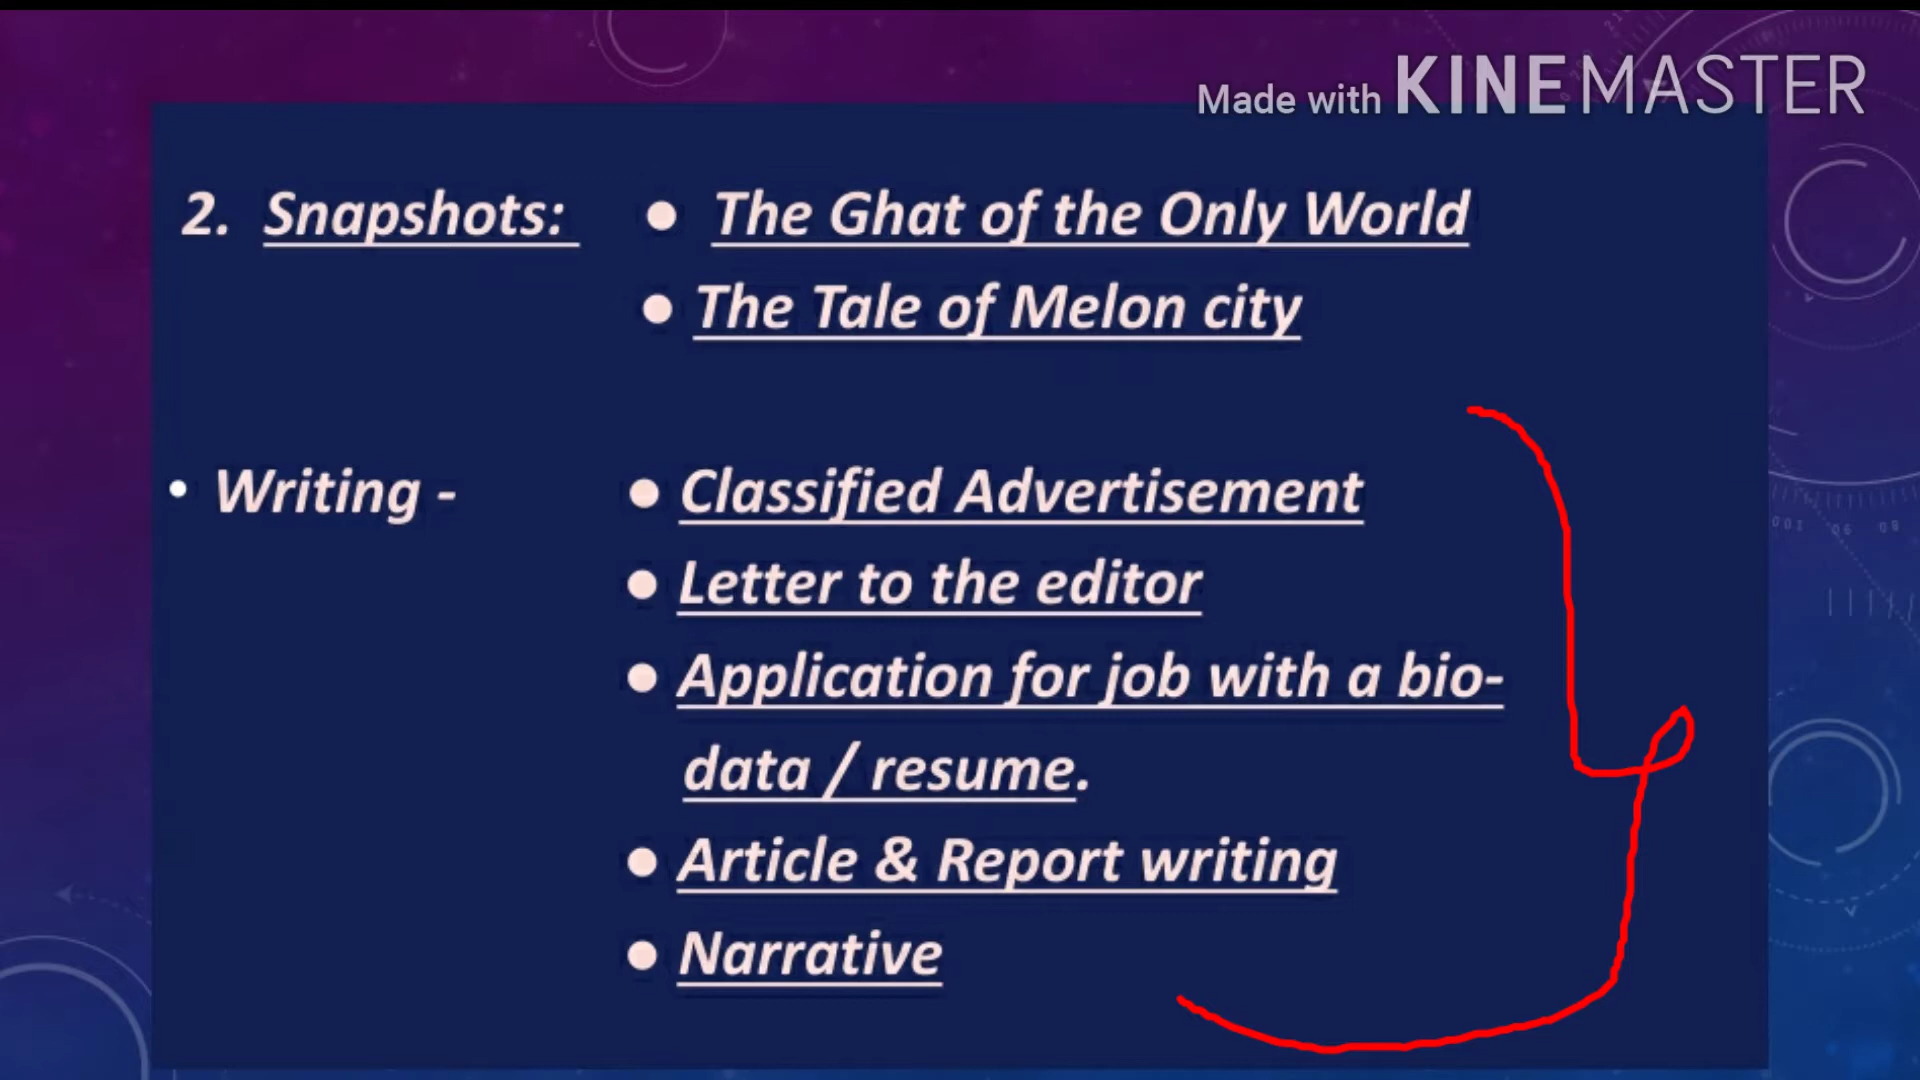 Made with KINEMASTER
2. Snapshots: ● The Ghat of the Only World
● The Tale of Melon city
• Writing - ● Classified Advertisement
● Letter to the editor
● Application for job with a bio-
data / resume.
● Article & Report writing
● Narrative